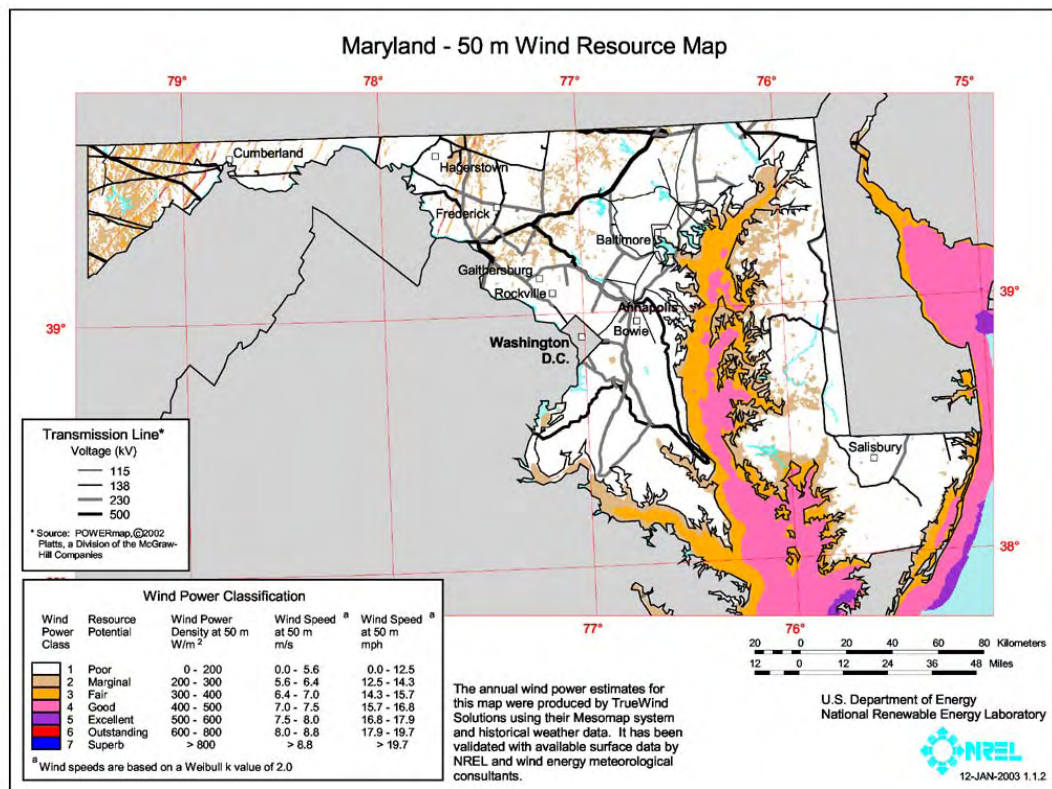 Maryland - 50 m Wind Resource Map
79° 78° 77° 76° 75°
Cumberland
Hagerstown
Frederick
Baltimore
Gaithersburg
Rockville
39°
Annapolis
Bowie
39°
Washington
D.C.
Salisbury
38°
77° 76°
Transmission Line*
Voltage (kV)
115
138
230
500
* Source: POWERmap, ©2002
Platts, a Division of the McGraw-
Hill Companies
Wind Power Classification
Wind Resource Wind Power Wind Speed a Wind Speed a
Power Potential Density at 50 m at 50 m at 50 m
Class W/m 2 m/s mph
1 Poor 0 - 200 0.0 - 5.6 0.0 - 12.5
2 Marginal 200 - 300 5.6 - 6.4 12.5 - 14.3
3 Fair 300 - 400 6.4 - 7.0 14.3 - 15.7
4 Good 400 - 500 7.0 - 7.5 15.7 - 16.8
5 Excellent 500 - 600 7.5 - 8.0 16.8 - 17.9
6 Outstanding 600 - 800 8.0 - 8.8 17.9 - 19.7
7 Superb > 800 > 8.8 > 19.7
a Wind speeds are based on a Weibull k value of 2.0
The annual wind power estimates for
this map were produced by TrueWind
Solutions using their Mesomap system
and historical weather data. It has been
validated with available surface data by
NREL and wind energy meteorological
consultants.
20 0 20 40 60 80 Kilometers
12 0 12 24 36 48 Miles
U.S. Department of Energy
National Renewable Energy Laboratory
NREL
12-JAN-2003 1.1.2